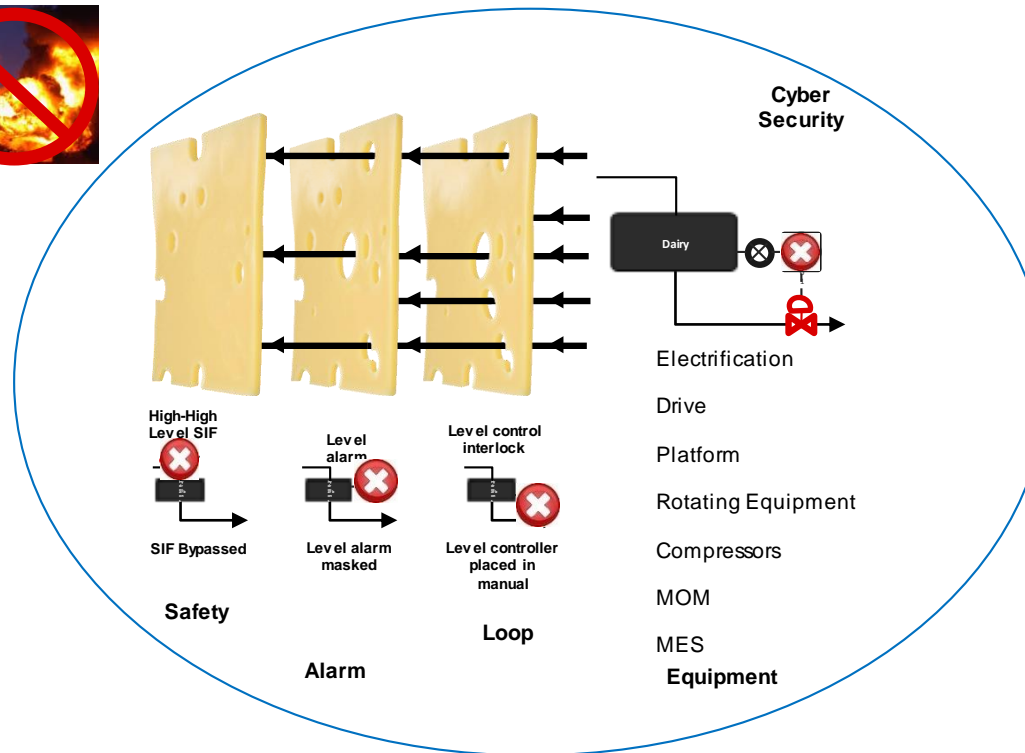 Cyber
Security
Dairy
Electrification
Drive
Platform
Rotating Equipment
Compressors
MOM
MES
Equipment
High-High
Level SIF
SIF Bypassed
Safety
Level
alarm
Level alarm
masked
Alarm
Level control
interlock
Level controller
placed in
manual
Loop